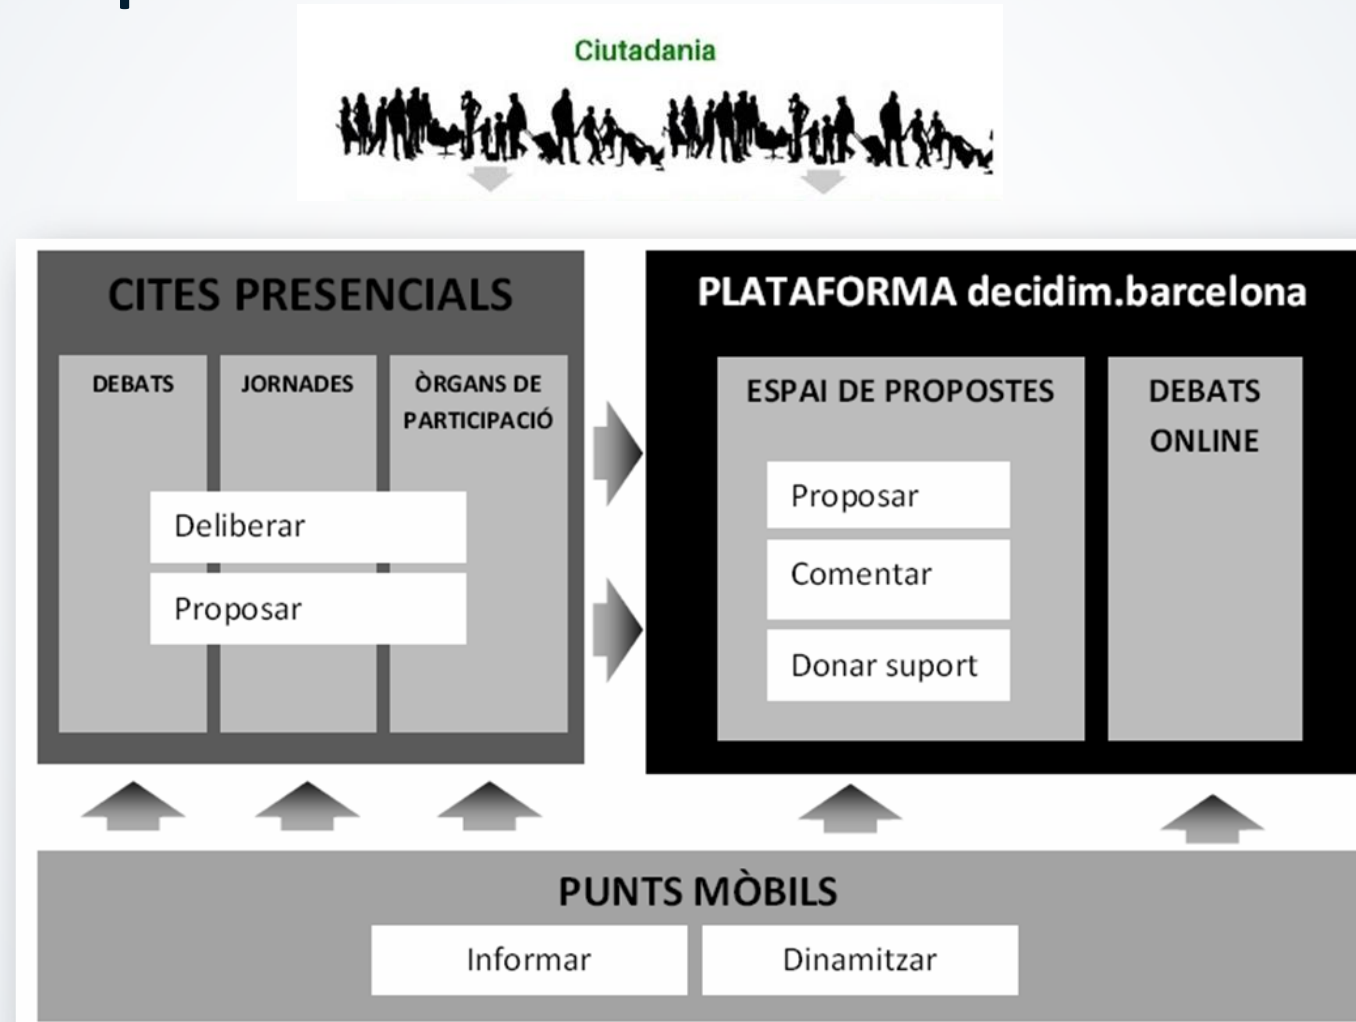 Ciutadania
CITES PRESENCIALS
DEBATS
JORNADES
ÒRGANS DE
PARTICIPACIÓ
Deliberar
Proposar
PLATAFORMA decidim.barcelona
ESPAI DE PROPOSTES
Proposar
Comentar
Donar suport
DEBATS
ONLINE
PUNTS MÒBILS
Informar
Dinamitzar